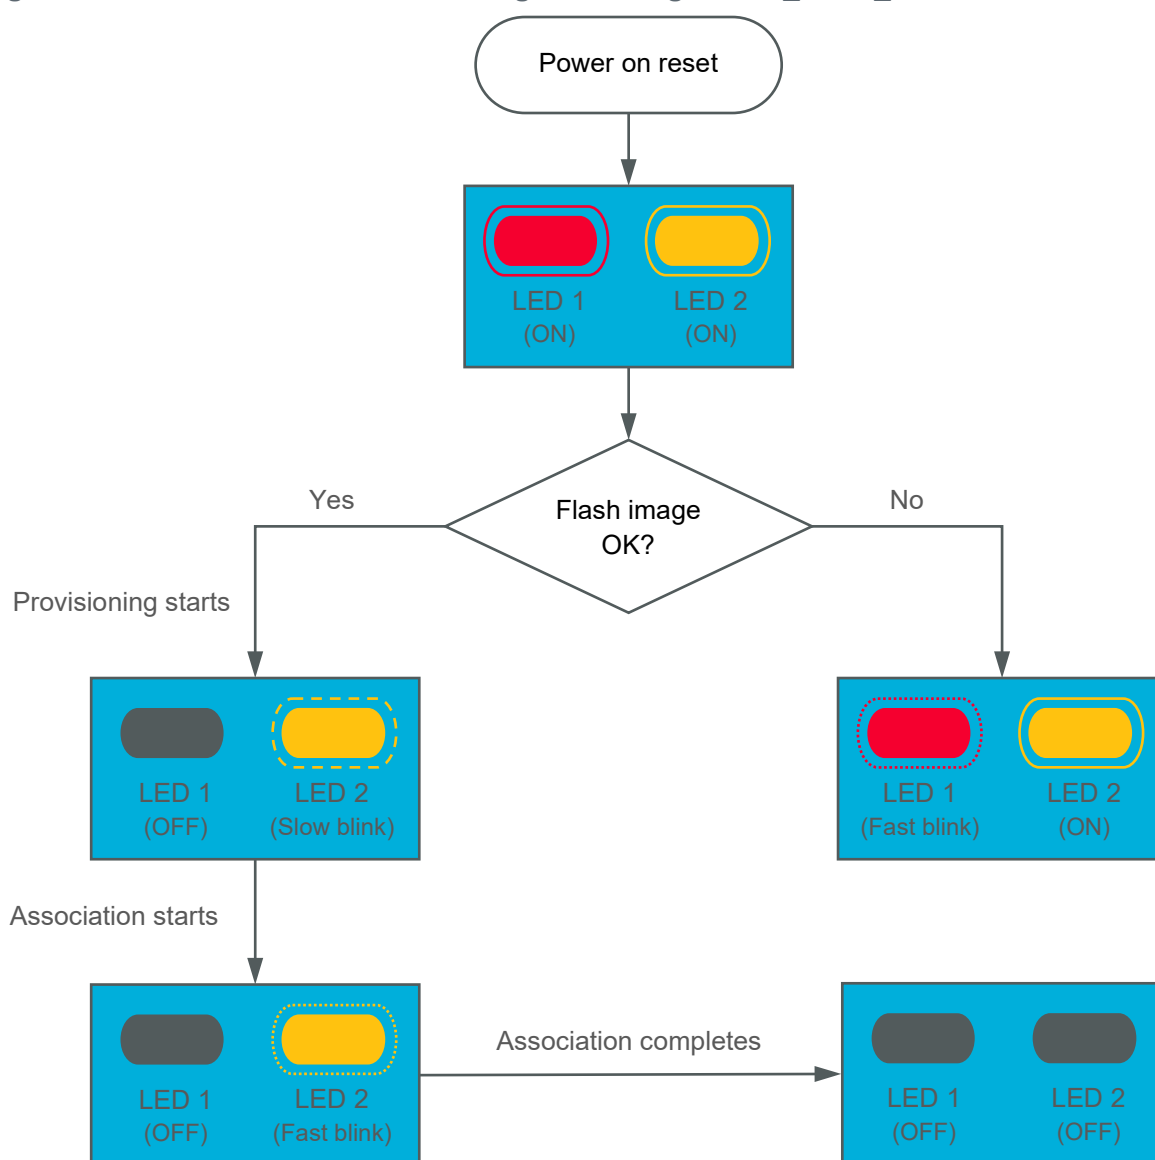 Power on reset
LED 1
(ON)
LED 2
(ON)
Flash image
OK?
Yes
No
Provisioning starts
LED 1
(OFF)
LED 2
(Slow blink)
LED 1
(Fast blink)
LED 2
(ON)
Association starts
LED 1
(OFF)
LED 2
(Fast blink)
Association completes
LED 1
(OFF)
LED 2
(OFF)